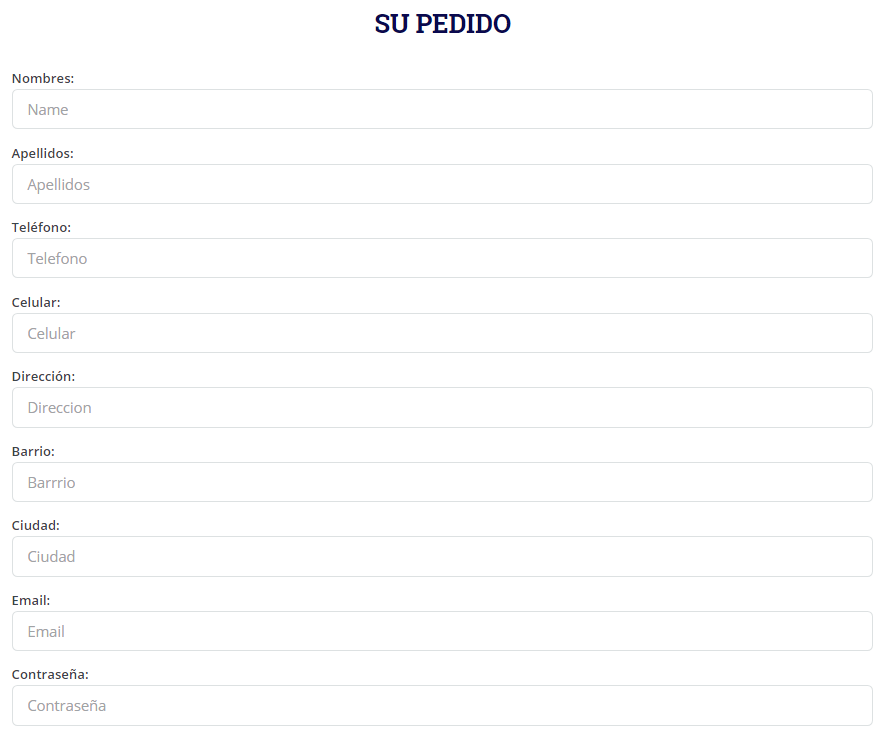 SU PEDIDO
Nombres:
Name
Apellidos:
Apellidos
Teléfono:
Telefono
Celular:
Celular
Dirección:
Direccion
Barrio:
Barrrio
Ciudad:
Ciudad
Email:
Email
Contraseña:
Contraseña